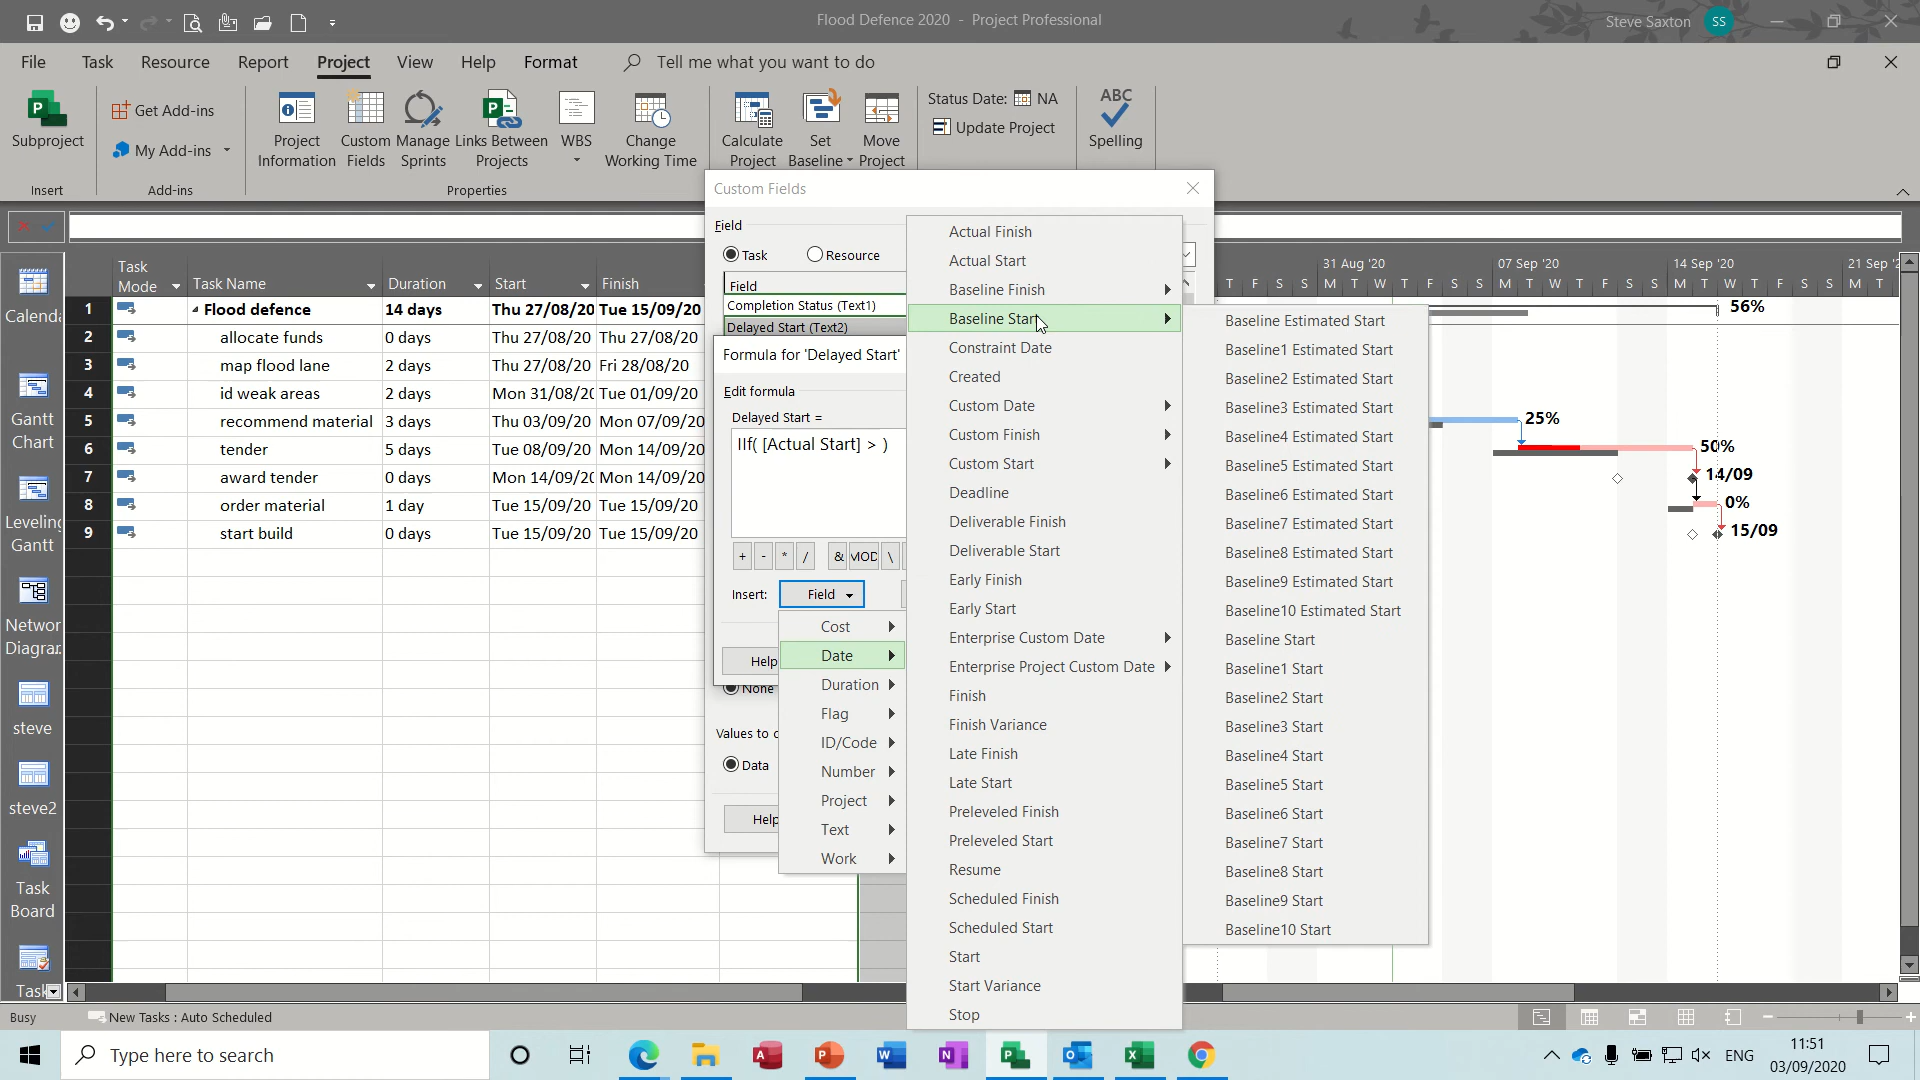 Flood Defence 2020 - Project Professional
Steve Saxton SS
File Task Resource Report Project View Help Format Tell me what you want to do
Subproject
Get Add-ins
My Add-ins
Project Information
Custom Fields
Manage Sprints
Links Between Projects
WBS
Change Working Time
Calculate Project
Set Baseline
Move Project
Status Date: NA
Update Project
ABC
Spelling
Insert Add-ins Properties
Custom Fields
Field
Task Resource
Field
Completion Status (Text1)
Delayed Start (Text2)
Formula for 'Delayed Start'
Edit formula
Delayed Start =
IIf( [Actual Start] > )
+ - * / & MOD \
Insert: Field
Help
None
Values to
Data
Help
Cost
Date
Duration
Flag
ID/Code
Number
Project
Text
Work
Actual Finish
Actual Start
Baseline Finish
Baseline Start
Constraint Date
Created
Custom Date
Custom Finish
Custom Start
Deadline
Deliverable Finish
Deliverable Start
Early Finish
Early Start
Enterprise Custom Date
Enterprise Project Custom Date
Finish
Finish Variance
Late Finish
Late Start
Preleveled Finish
Preleveled Start
Resume
Scheduled Finish
Scheduled Start
Start
Start Variance
Stop
Baseline Estimated Start
Baseline1 Estimated Start
Baseline2 Estimated Start
Baseline3 Estimated Start
Baseline4 Estimated Start
Baseline5 Estimated Start
Baseline6 Estimated Start
Baseline7 Estimated Start
Baseline8 Estimated Start
Baseline9 Estimated Start
Baseline10 Estimated Start
Baseline Start
Baseline1 Start
Baseline2 Start
Baseline3 Start
Baseline4 Start
Baseline5 Start
Baseline6 Start
Baseline7 Start
Baseline8 Start
Baseline9 Start
Baseline10 Start
Task Mode Task Name Duration Start Finish
1 Flood defence 14 days Thu 27/08/20 Tue 15/09/20
2 allocate funds 0 days Thu 27/08/20 Thu 27/08/20
3 map flood lane 2 days Thu 27/08/20 Fri 28/08/20
4 id weak areas 2 days Mon 31/08/20 Tue 01/09/20
5 recommend material 3 days Thu 03/09/20 Mon 07/09/20
6 tender 5 days Tue 08/09/20 Mon 14/09/20
7 award tender 0 days Mon 14/09/20 Mon 14/09/20
8 order material 1 day Tue 15/09/20 Tue 15/09/20
9 start build 0 days Tue 15/09/20 Tue 15/09/20
31 Aug '20 07 Sep '20 14 Sep '20 21 Sep '2
T F S S M T W T F S S M T W T F S S M T W T F S S M T
56%
25%
50%
14/09
0%
15/09
Calenda
Gantt Chart
Leveling Gantt
Networ Diagra
steve
steve2
Task Board
Task
Busy New Tasks : Auto Scheduled
Type here to search
ENG
11:51
03/09/2020